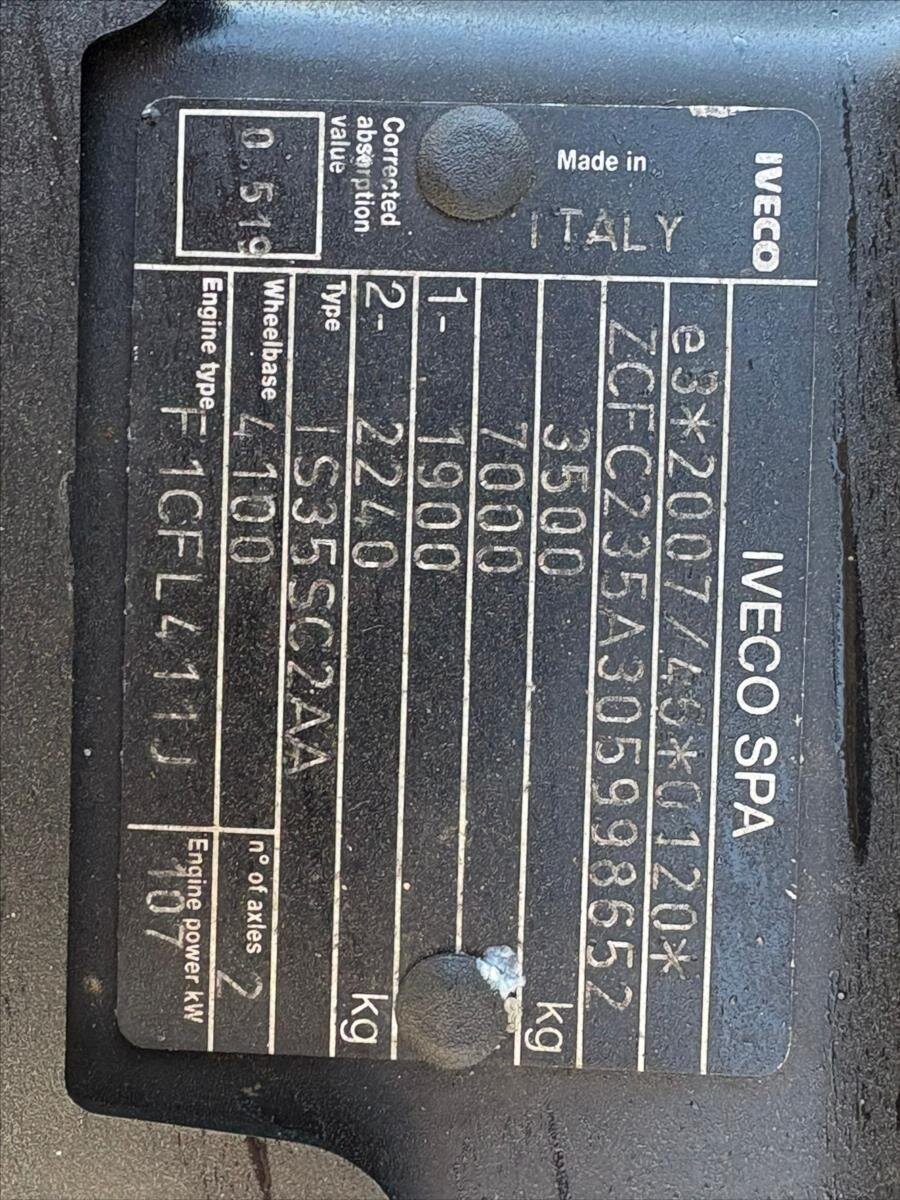 IVECO
Made in
ITALY
Corrected
absorption
value
0.519
IVECO SPA
e3*2007/46*0120*
ZCFC235A305998652
3500 kg
7000
1- 1900
2- 2240 kg
Type IS35SC2AA
Wheelbase 4100 n° of axles 2
Engine type F1CFL411J Engine power kW 107